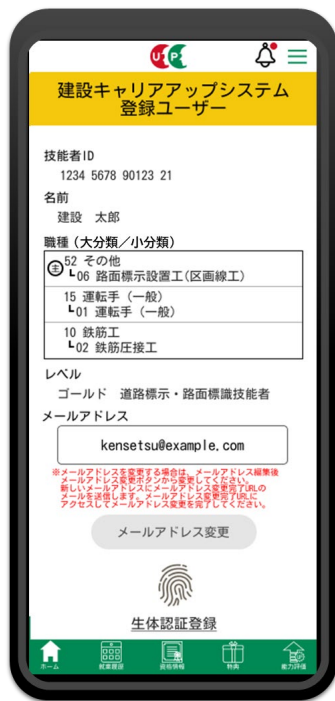 建設キャリアアップシステム
登録ユーザー
技能者ID
1234 5678 90123 21
名前
建設 太郎
職種(大分類/小分類)
主 52 その他
┗06 路面標示設置工(区画線工)
15 運転手(一般)
┗01 運転手(一般)
10 鉄筋工
┗02 鉄筋圧接工
レベル
ゴールド 道路標示・路面標識技能者
メールアドレス
kensetsu@example.com
※メールアドレスを変更する場合は、メールアドレス編集後
メールアドレス変更ボタンから変更してください。
新しいメールアドレスにメールアドレス変更完了URLの
メールを送信します。メールアドレス変更完了URLに
アクセスしてメールアドレス変更を完了してください。
メールアドレス変更
生体認証登録
ホーム 就業履歴 資格情報 特典 能力評価